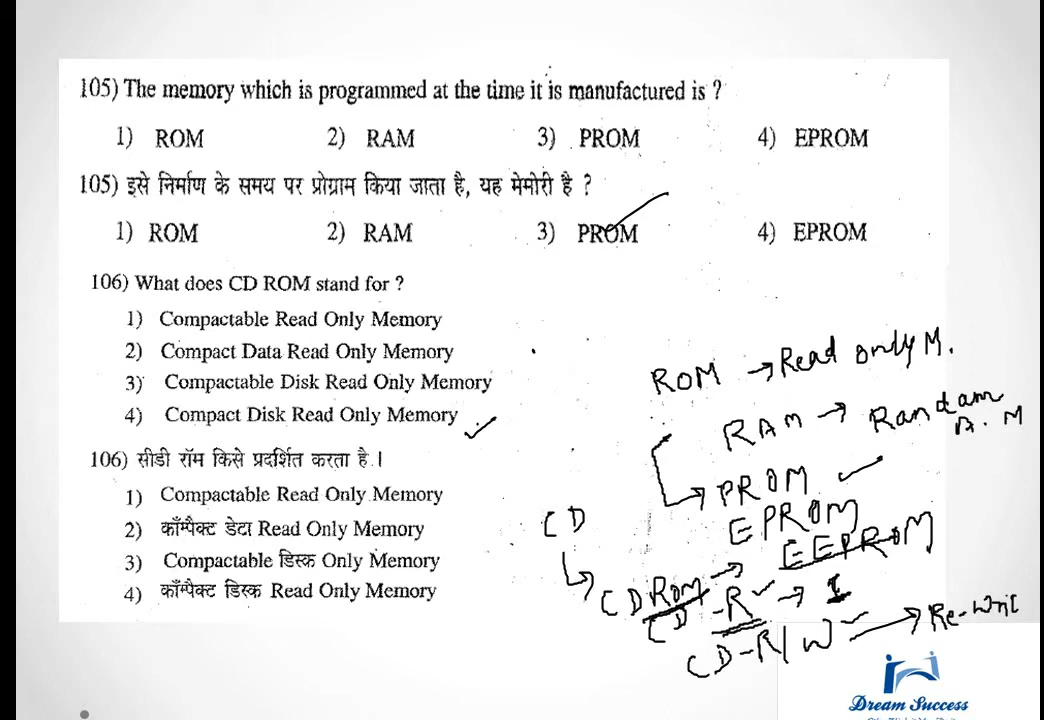 105) The memory which is programmed at the time it is manufactured is ?
1) ROM 2) RAM 3) PROM 4) EPROM
105) इसे निर्माण के समय पर प्रोग्राम किया जाता है, यह मेमोरी है ?
1) ROM 2) RAM 3) PROM 4) EPROM
106) What does CD ROM stand for ?
1) Compactable Read Only Memory
2) Compact Data Read Only Memory
3) Compactable Disk Read Only Memory
4) Compact Disk Read Only Memory
106) सीडी रॉम किसे प्रदर्शित करता है ।
1) Compactable Read Only Memory
2) कॉम्पैक्ट डेटा Read Only Memory
3) Compactable डिस्क Only Memory
4) कॉम्पैक्ट डिस्क Read Only Memory
ROM → Read only M.
RAM → Random
A. M
→ PROM
EPROM
EEPROM
CD
→ CD ROM →
CD -R → 1
CD-R/W → Re-Writ
Dream Success